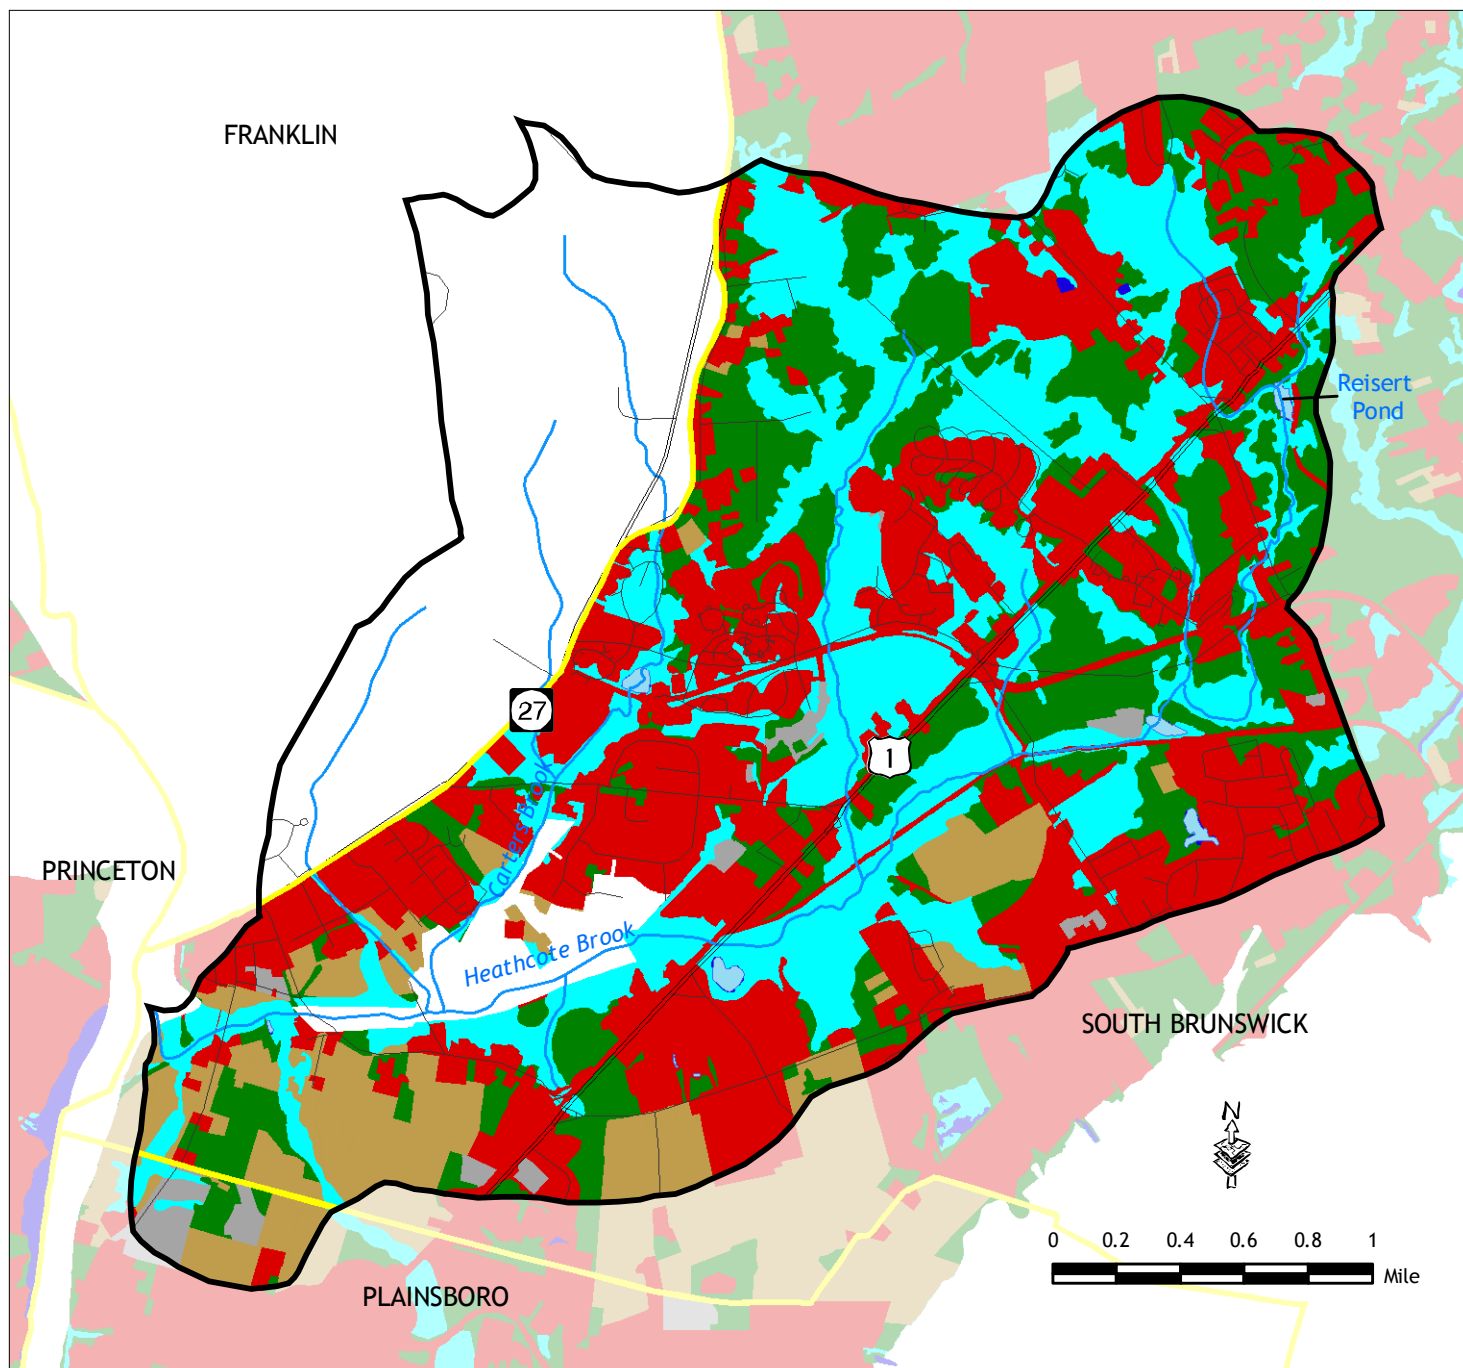 FRANKLIN
Reisert
Pond
27
1
Carters Brook
PRINCETON
Heathcote Brook
SOUTH BRUNSWICK
N
0 0.2 0.4 0.6 0.8 1
Mile
PLAINSBORO